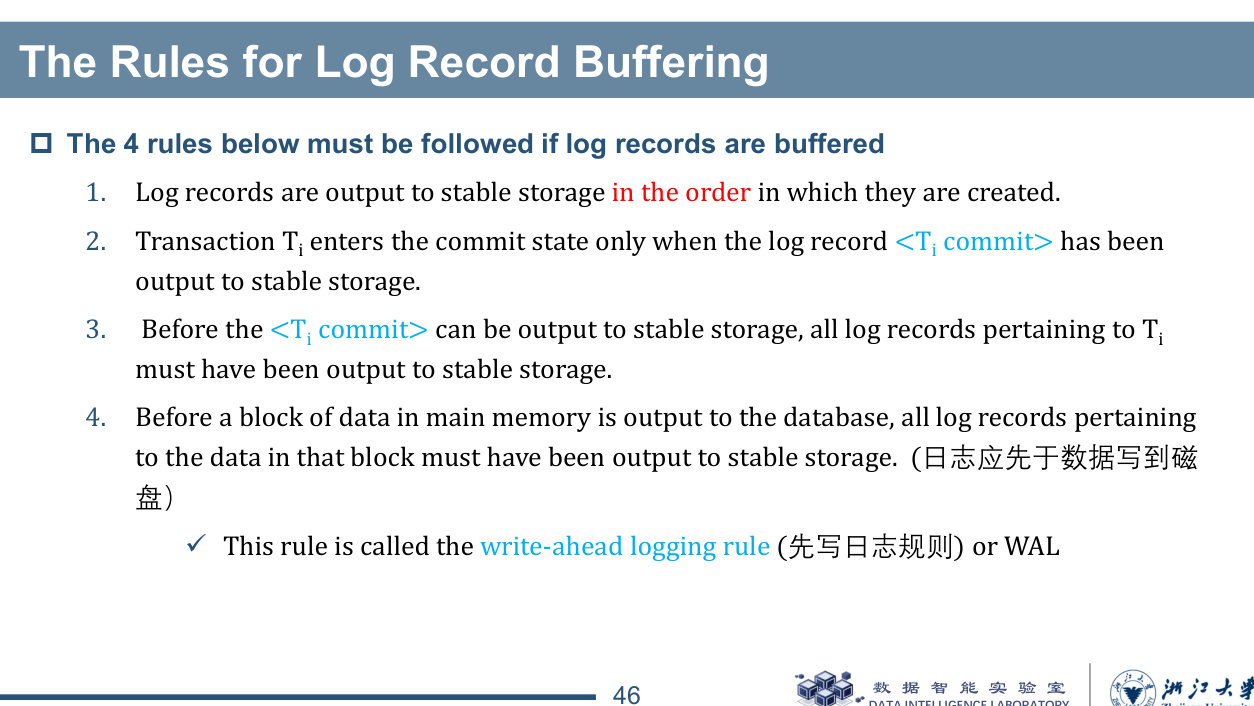 The Rules for Log Record Buffering
The 4 rules below must be followed if log records are buffered
1. Log records are output to stable storage in the order in which they are created.
2. Transaction Ti enters the commit state only when the log record <Ti commit> has been
output to stable storage.
3. Before the <Ti commit> can be output to stable storage, all log records pertaining to Ti
must have been output to stable storage.
4. Before a block of data in main memory is output to the database, all log records pertaining
to the data in that block must have been output to stable storage. (日志应先于数据写到磁
盘）
✓ This rule is called the write-ahead logging rule (先写日志规则) or WAL
46
数据智能实验室
DATA INTELLIGENCE LABORATORY
浙江大学